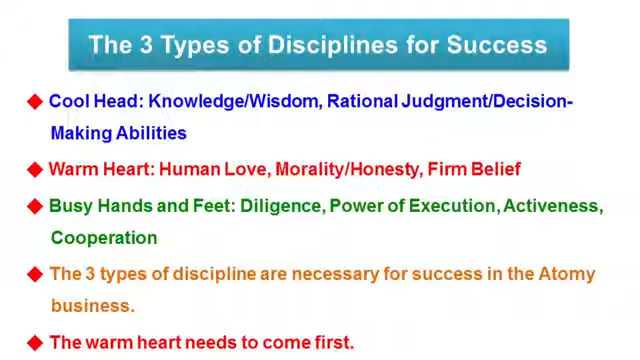 The 3 Types of Disciplines for Success
◆ Cool Head: Knowledge/Wisdom, Rational Judgment/Decision-
Making Abilities
◆ Warm Heart: Human Love, Morality/Honesty, Firm Belief
◆ Busy Hands and Feet: Diligence, Power of Execution, Activeness,
Cooperation
◆ The 3 types of discipline are necessary for success in the Atomy
business.
◆ The warm heart needs to come first.